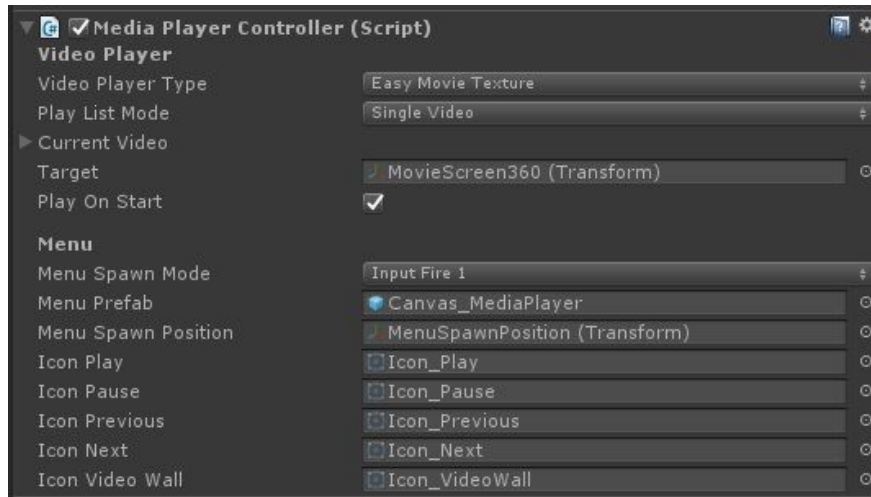 Media Player Controller (Script)
Video Player
Video Player Type Easy Movie Texture
Play List Mode Single Video
Current Video
Target MovieScreen360 (Transform)
Play On Start
Menu
Menu Spawn Mode Input Fire 1
Menu Prefab Canvas_MediaPlayer
Menu Spawn Position MenuSpawnPosition (Transform)
Icon Play Icon_Play
Icon Pause Icon_Pause
Icon Previous Icon_Previous
Icon Next Icon_Next
Icon Video Wall Icon_VideoWall